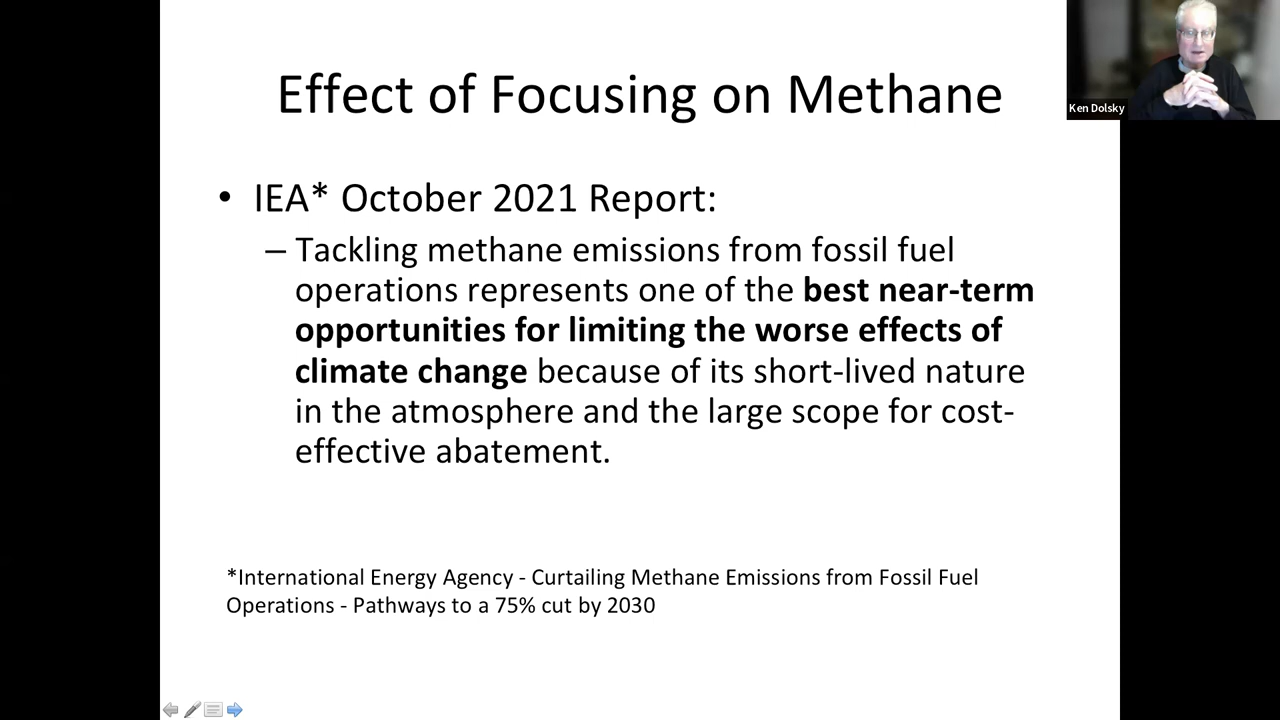 Effect of Focusing on Methane
Ken Dolsky
• IEA* October 2021 Report:
– Tackling methane emissions from fossil fuel
operations represents one of the best near-term
opportunities for limiting the worse effects of
climate change because of its short-lived nature
in the atmosphere and the large scope for cost-
effective abatement.
*International Energy Agency - Curtailing Methane Emissions from Fossil Fuel
Operations - Pathways to a 75% cut by 2030